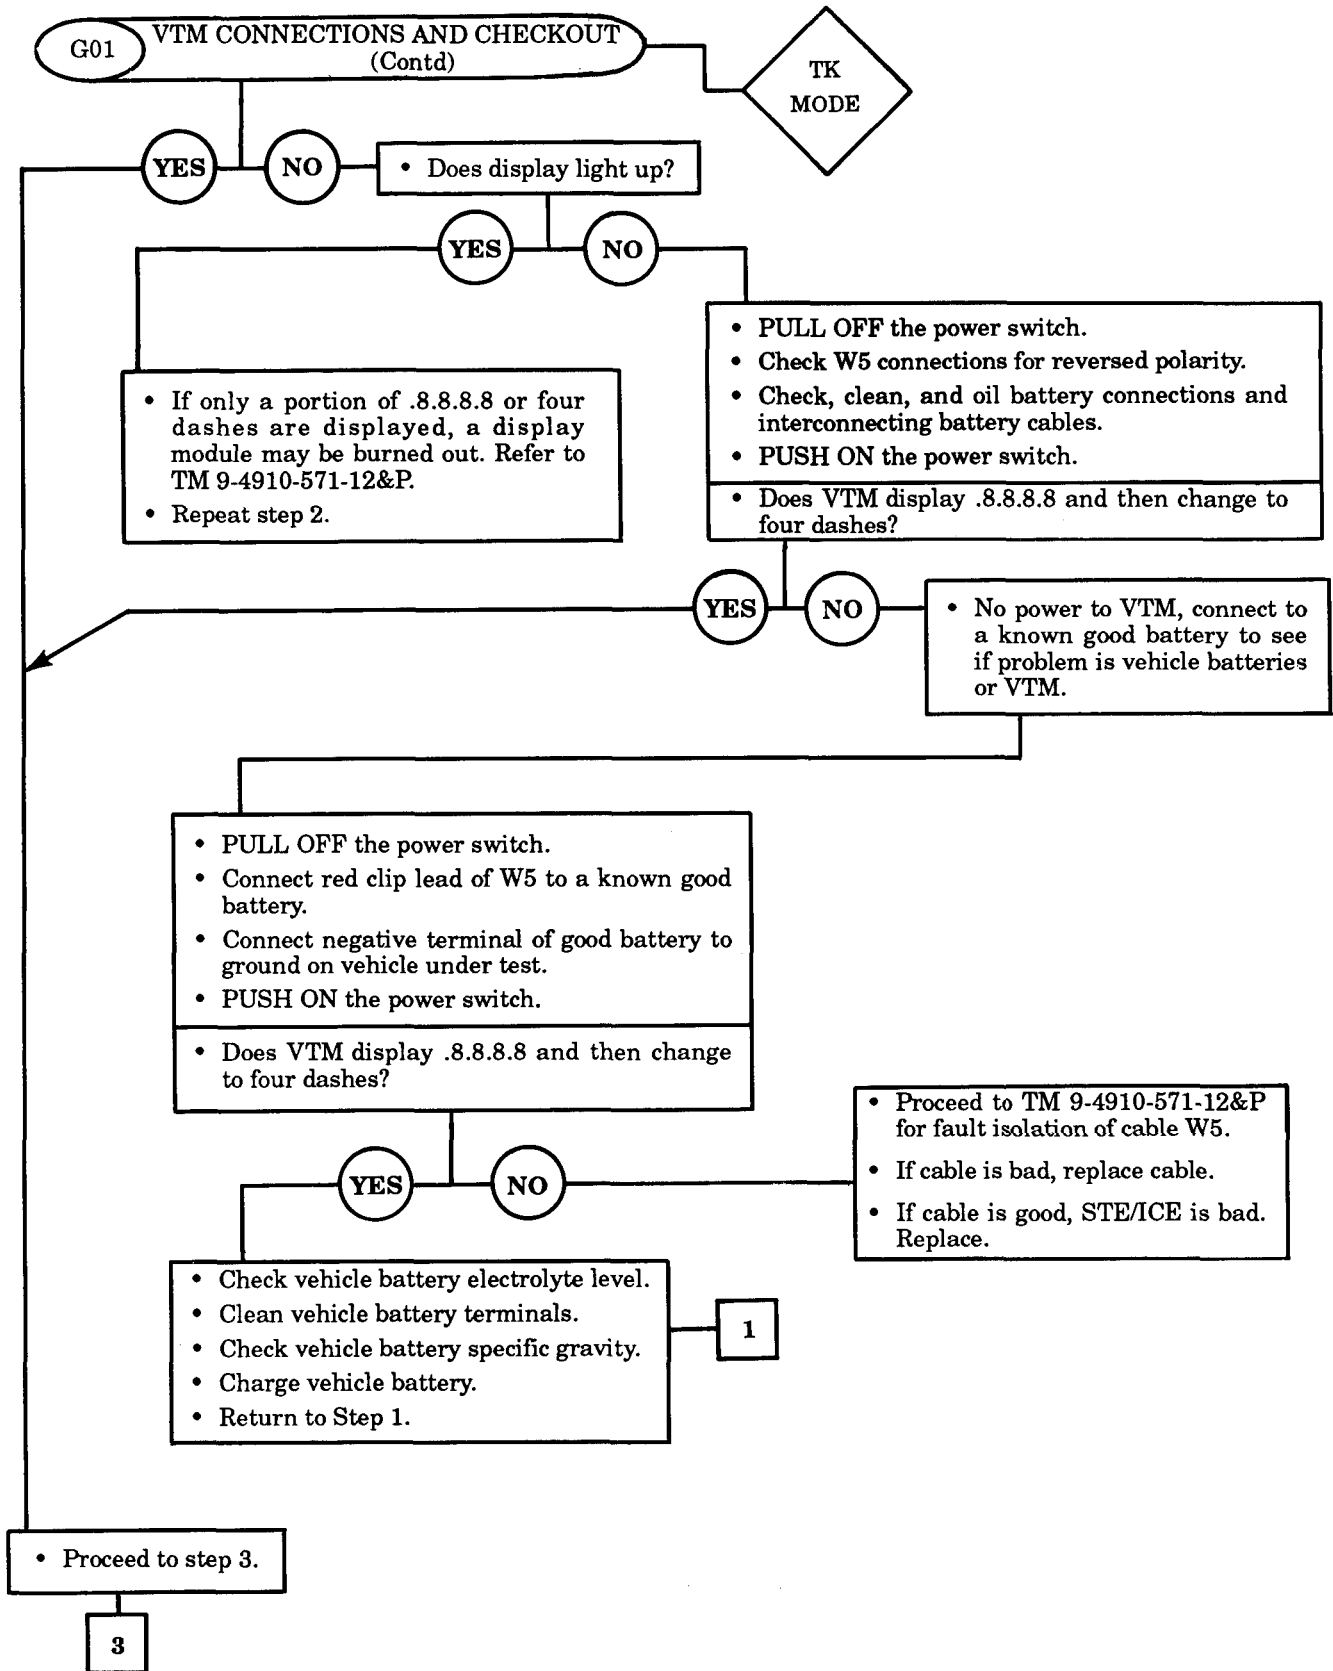 G01
VTM CONNECTIONS AND CHECKOUT
(Contd)
TK
MODE
YES
NO
• Does display light up?
YES
NO
• PULL OFF the power switch.
• Check W5 connections for reversed polarity.
• Check, clean, and oil battery connections and
interconnecting battery cables.
• PUSH ON the power switch.
• Does VTM display .8.8.8.8 and then change to
four dashes?
• If only a portion of .8.8.8.8 or four
dashes are displayed, a display
module may be burned out. Refer to
TM 9-4910-571-12&P.
• Repeat step 2.
YES
NO
• No power to VTM, connect to
a known good battery to see
if problem is vehicle batteries
or VTM.
• PULL OFF the power switch.
• Connect red clip lead of W5 to a known good
battery.
• Connect negative terminal of good battery to
ground on vehicle under test.
• PUSH ON the power switch.
• Does VTM display .8.8.8.8 and then change
to four dashes?
YES
NO
• Proceed to TM 9-4910-571-12&P
for fault isolation of cable W5.
• If cable is bad, replace cable.
• If cable is good, STE/ICE is bad.
Replace.
• Check vehicle battery electrolyte level.
• Clean vehicle battery terminals.
• Check vehicle battery specific gravity.
• Charge vehicle battery.
• Return to Step 1.
1
• Proceed to step 3.
3